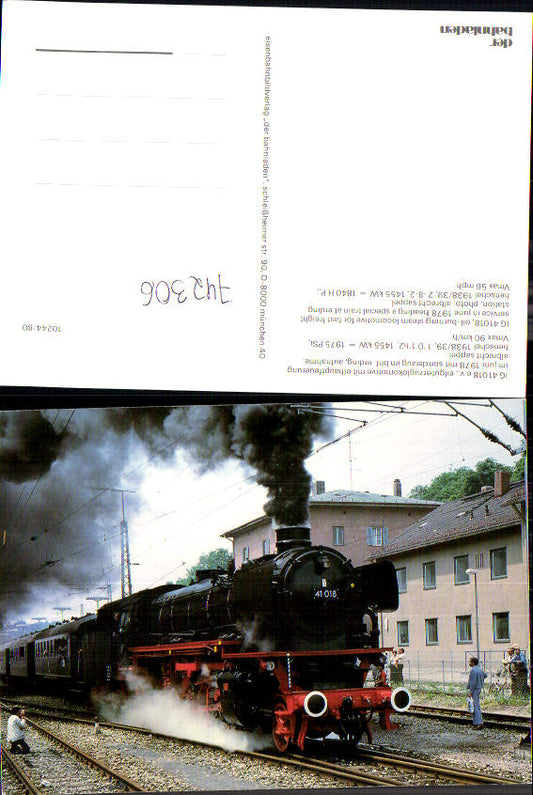 der
bahnladen
IG 41018 e.v., eilgüterzuglokomotive mit ölhauptfeuerung
im juni 1978 mit sonderzug im bhf. erding, aufnahme
albrecht sappel
henschel 1938/39, 1'D 1'h2, 1455 kW = 1975 PSi,
Vmax 90 km/h
IG 41018, oil-burning steam locomotive for fast freight
service in june 1978 heading a special train at erding
station, photo: albrecht sappel
henschel 1938/39, 2-8-2, 1455 kW = 1840 H.P.,
Vmax 56 mph
eisenbahnbildverlag „der bahnladen", schleißheimer str. 90, D-8000 münchen 40
742306
10244/80
41 018